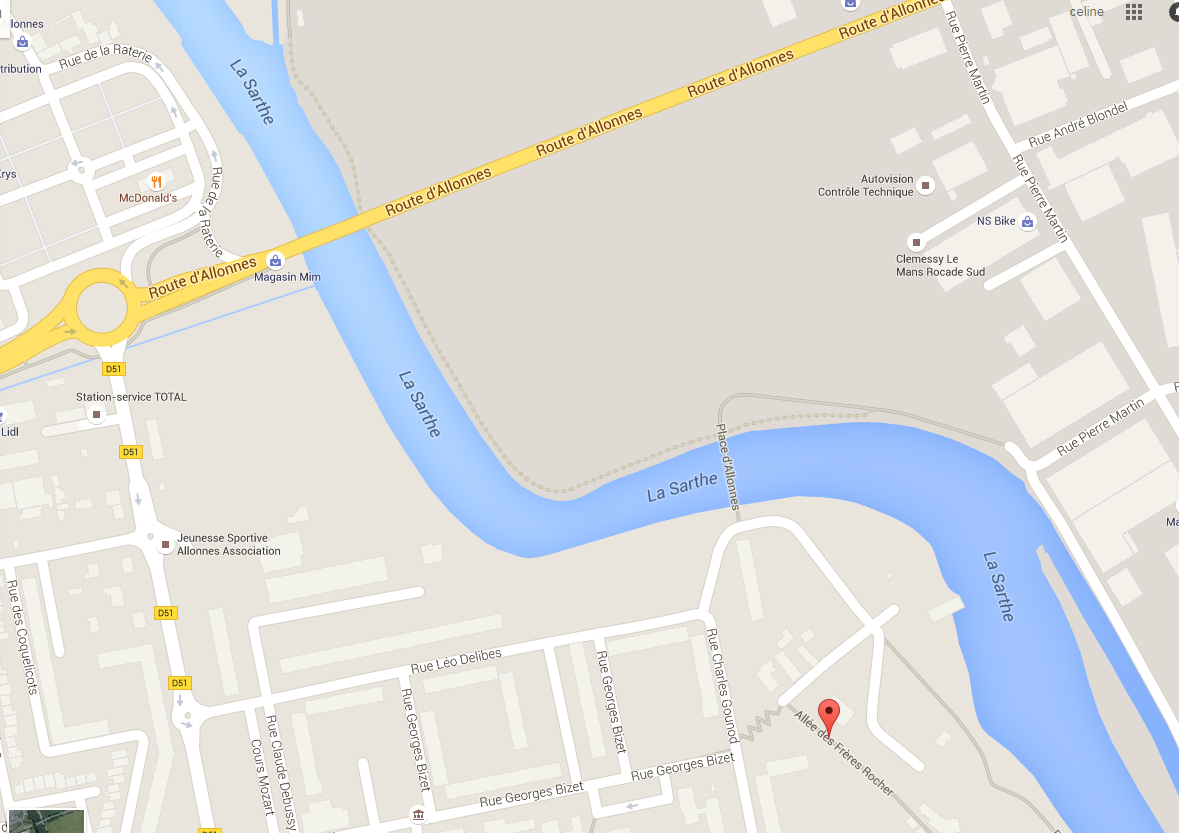 celine
llonnes
tribution
Rue de la Raterie
La Sarthe
Route d'Allonnes
Route d'Allonnes
Route d'Allonnes
Route d'Allonnes
Rue Pierre Martin
Rue André Blondel
Rue Pierre Martin
Krys
McDonald's
Rue de
la Raterie
Autovision
Contrôle Technique
NS Bike
Clemessy Le
Mans Rocade Sud
Route d'Allonnes
Magasin Mim
D51
Station-service TOTAL
Lidl
D51
La Sarthe
Place d'Allonnes
La Sarthe
Rue Pierre Martin
Ma
Jeunesse Sportive
Allonnes Association
La Sarthe
Rue des Coquelicots
D51
D51
Rue Léo Delibes
Rue Charles Gounod
Rue Georges Bizet
Rue Georges Bizet
Rue Claude Debussy
Cours Mozart
Rue Georges Bizet
Rue Georges Bizet
Allée des Frères Rocher
D51